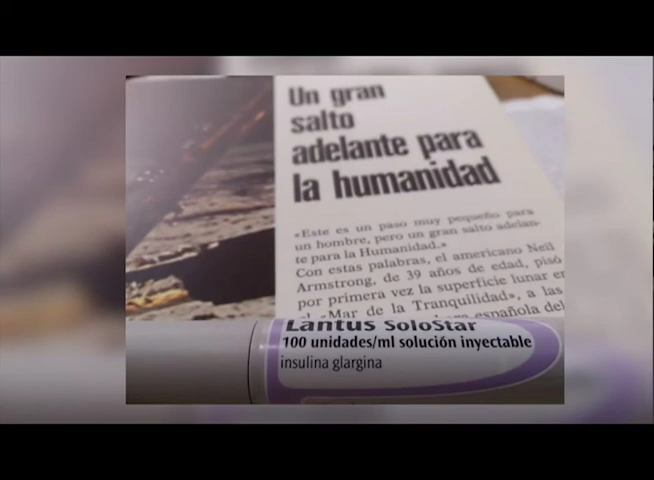 Un gran
salto
adelante para
la humanidad
«Este es un paso muy pequeño para
un hombre, pero un gran salto adelan-
te para la Humanidad.»
Con estas palabras, el americano Neil
Armstrong, de 39 años de edad, pisó
por primera vez la superficie lunar en
el «Mar de la Tranquilidad», a las
española del
Lantus SoloStar
100 unidades/ml solución inyectable
insulina glargina